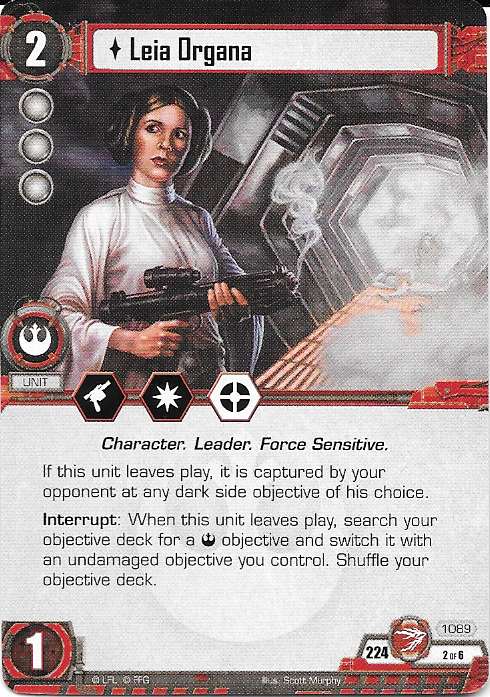 2
Leia Organa
UNIT
Character. Leader. Force Sensitive.
If this unit leaves play, it is captured by your
opponent at any dark side objective of his choice.
Interrupt: When this unit leaves play, search your
objective deck for a objective and switch it with
an undamaged objective you control. Shuffle your
objective deck.
1
224
1089
2 OF 6
© LFL © FFG
Illus. Scott Murphy